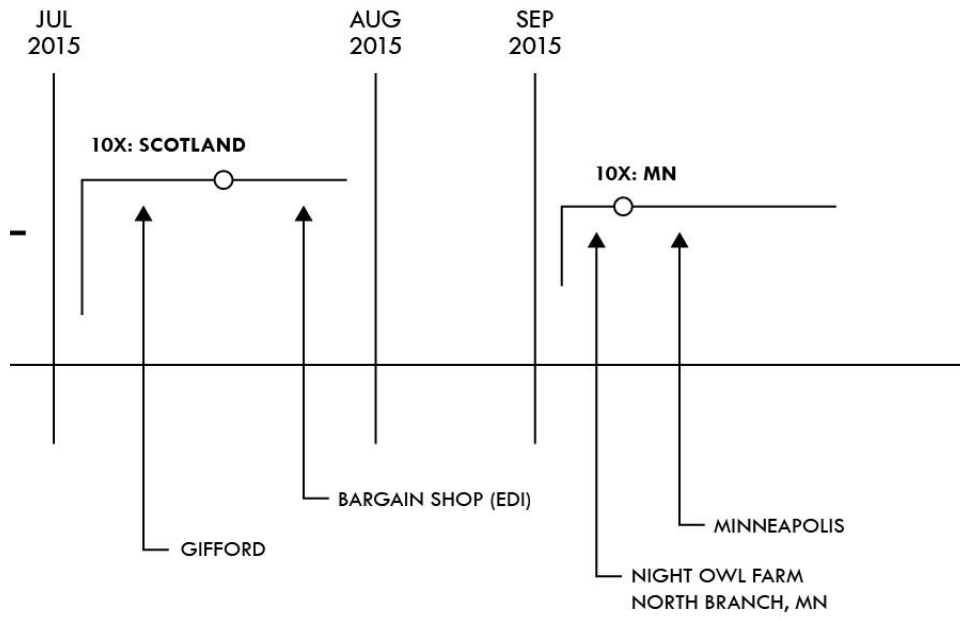 JUL
2015
AUG
2015
SEP
2015
10X: SCOTLAND
10X: MN
BARGAIN SHOP (EDI)
MINNEAPOLIS
GIFFORD
NIGHT OWL FARM
NORTH BRANCH, MN